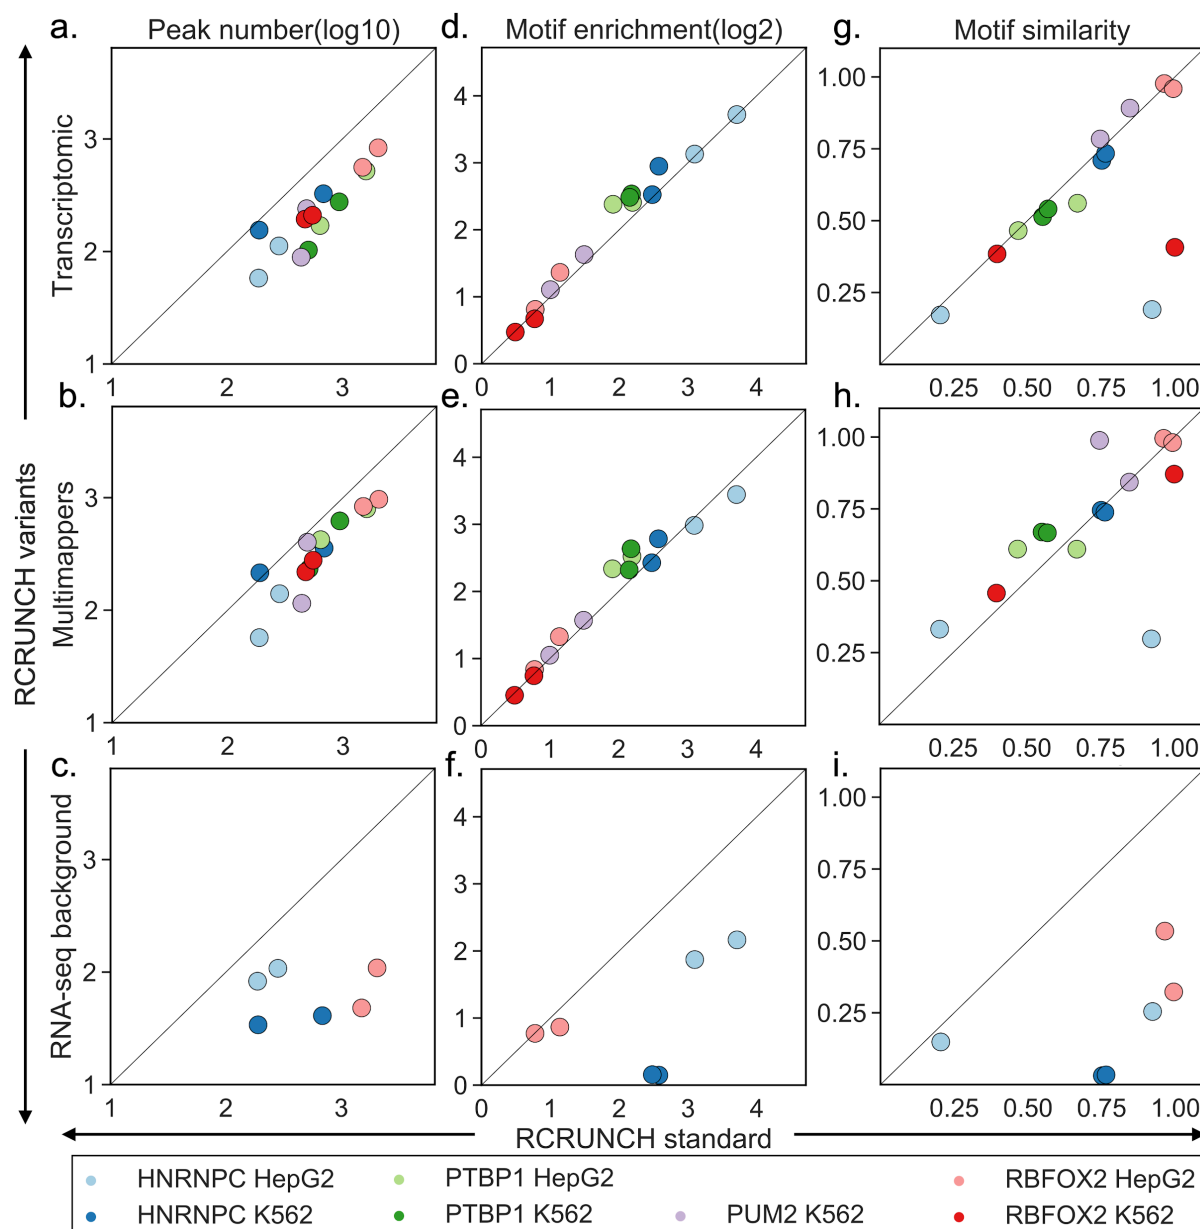 a. Peak number(log10) d. Motif enrichment(log2) g. Motif similarity
RCRUNCH variants
Transcriptomic
3
2
1
1 2 3
4
3
2
1
0
0 1 2 3 4
1.00
0.75
0.50
0.25
0.25 0.50 0.75 1.00
b. e. h.
Multimappers
3
2
1
1 2 3
4
3
2
1
0
0 1 2 3 4
1.00
0.75
0.50
0.25
0.25 0.50 0.75 1.00
c. f. i.
RNA-seq background
3
2
1
1 2 3
4
3
2
1
0
0 1 2 3 4
1.00
0.75
0.50
0.25
0.25 0.50 0.75 1.00
RCRUNCH standard
HNRNPC HepG2 PTBP1 HepG2 RBFOX2 HepG2
HNRNPC K562 PTBP1 K562 PUM2 K562 RBFOX2 K562